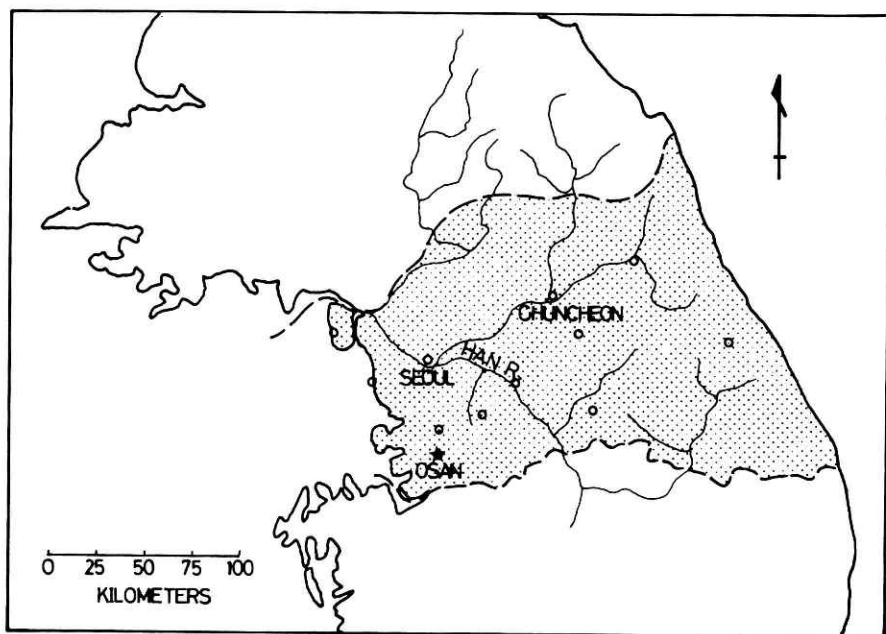 CHUNCHEON
HAN R.
SEOUL
OSAN
0 25 50 75 100
KILOMETERS